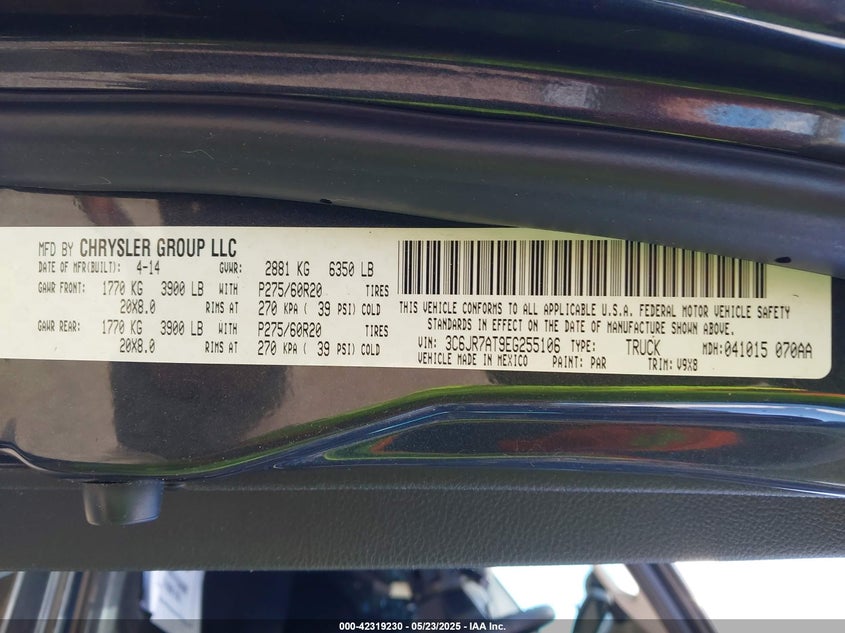 MFD BY CHRYSLER GROUP LLC
DATE OF MFR(BUILT): 4-14 GVWR: 2881 KG 6350 LB
GAWR FRONT: 1770 KG 3900 LB WITH P275/60R20 TIRES
20X8.0 RIMS AT 270 KPA ( 39 PSI) COLD
GAWR REAR: 1770 KG 3900 LB WITH P275/60R20 TIRES
20X8.0 RIMS AT 270 KPA ( 39 PSI) COLD
THIS VEHICLE CONFORMS TO ALL APPLICABLE U.S.A. FEDERAL MOTOR VEHICLE SAFETY
STANDARDS IN EFFECT ON THE DATE OF MANUFACTURE SHOWN ABOVE.
VIN: 3C6JR7AT9EG255106 TYPE: TRUCK MDH: 041015 070AA
VEHICLE MADE IN MEXICO PAINT: PAR TRIM: V9X8
000-42319230 - 05/23/2025 - IAA Inc.